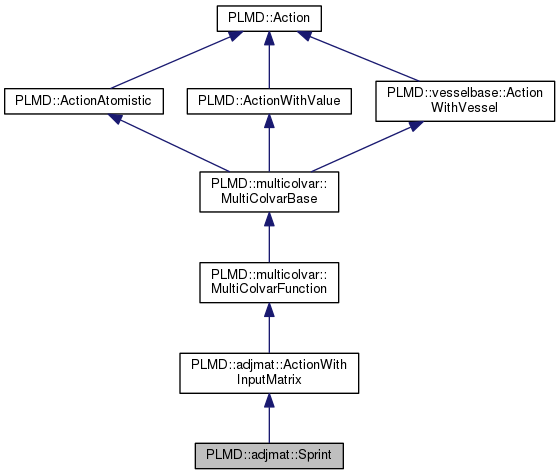 PLMD::Action
PLMD::ActionAtomistic
PLMD::ActionWithValue
PLMD::vesselbase::Action
WithVessel
PLMD::multicolvar::
MultiColvarBase
PLMD::multicolvar::
MultiColvarFunction
PLMD::adjmat::ActionWith
InputMatrix
PLMD::adjmat::Sprint